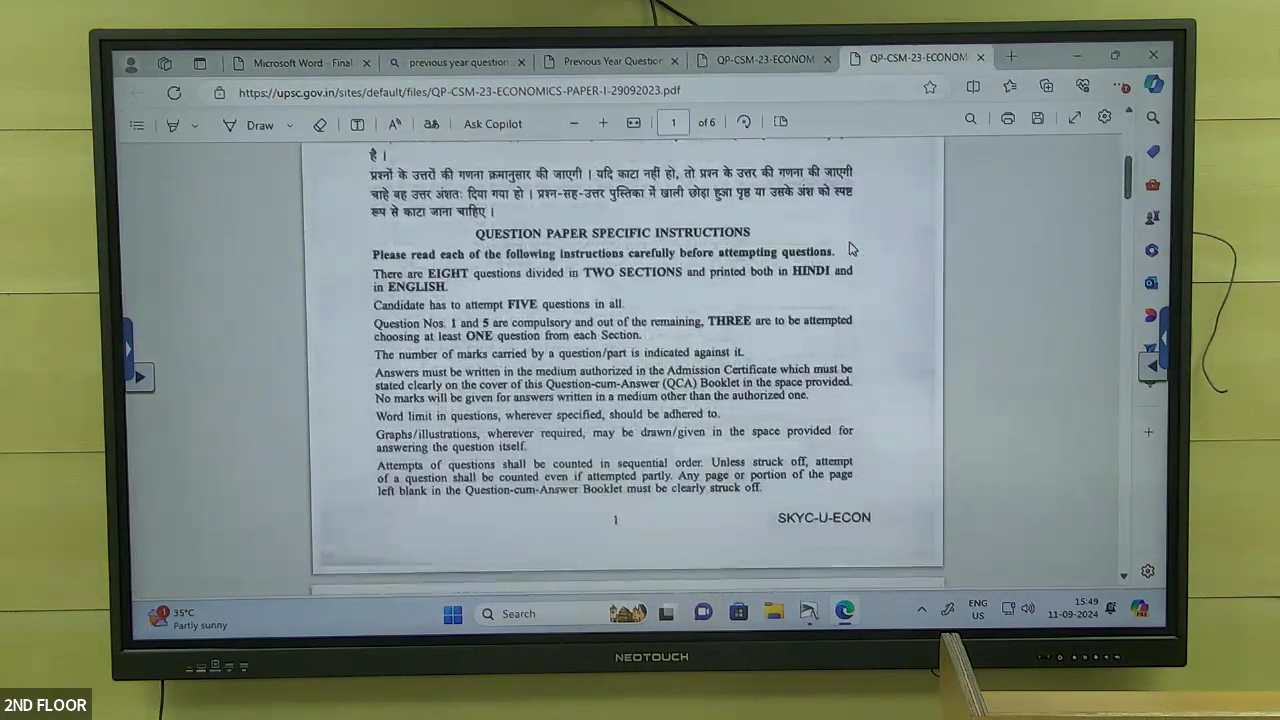 Microsoft Word - Final
previous year question
Previous Year Question
QP-CSM-23-ECONOM
QP-CSM-23-ECONOM
https://upsc.gov.in/sites/default/files/QP-CSM-23-ECONOMICS-PAPER-I-29092023.pdf
Draw
Ask Copilot
1
of 6
है ।
प्रश्नों के उत्तरों की गणना क्रमानुसार की जाएगी । यदि काटा नहीं हो, तो प्रश्न के उत्तर की गणना की जाएगी
चाहे वह उत्तर अंशतः दिया गया हो । प्रश्न-सह-उत्तर पुस्तिका में खाली छोड़ा हुआ पृष्ठ या उसके अंश को स्पष्ट
रूप से काटा जाना चाहिए ।
QUESTION PAPER SPECIFIC INSTRUCTIONS
Please read each of the following instructions carefully before attempting questions.
There are EIGHT questions divided in TWO SECTIONS and printed both in HINDI and
in ENGLISH.
Candidate has to attempt FIVE questions in all.
Question Nos. 1 and 5 are compulsory and out of the remaining, THREE are to be attempted
choosing at least ONE question from each Section.
The number of marks carried by a question/part is indicated against it.
Answers must be written in the medium authorized in the Admission Certificate which must be
stated clearly on the cover of this Question-cum-Answer (QCA) Booklet in the space provided.
No marks will be given for answers written in a medium other than the authorized one.
Word limit in questions, wherever specified, should be adhered to.
Graphs/illustrations, wherever required, may be drawn/given in the space provided for
answering the question itself.
Attempts of questions shall be counted in sequential order. Unless struck off, attempt
of a question shall be counted even if attempted partly. Any page or portion of the page
left blank in the Question-cum-Answer Booklet must be clearly struck off.
1
SKYC-U-ECON
35°C
Partly sunny
Search
ENG
US
15:49
11-09-2024
NEOTOUCH
2ND FLOOR